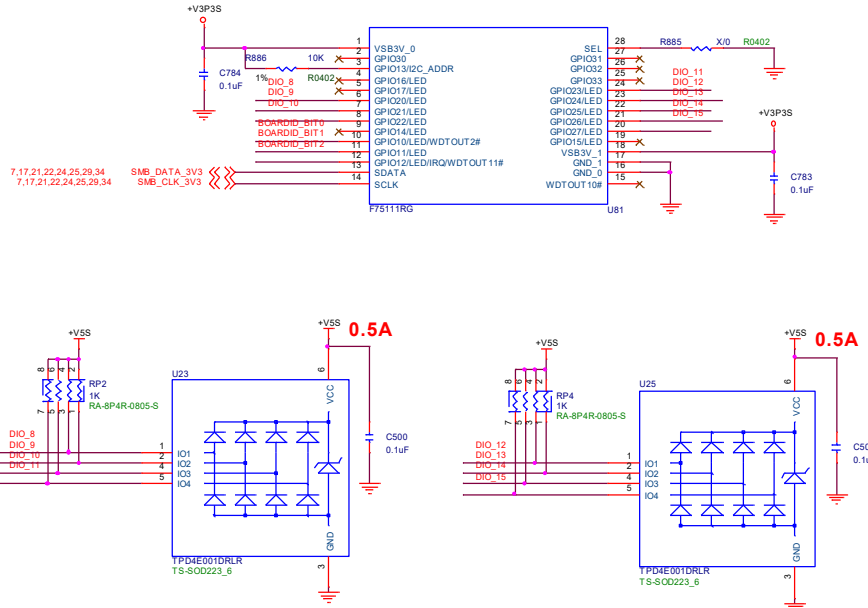 +V3P3S
R886 10K
1% R0402
C784
0.1uF
DIO_8
DIO_9
DIO_10
BOARDID_BIT0
BOARDID_BIT1
BOARDID_BIT2
7,17,21,22,24,25,29,34 SMB_DATA_3V3
7,17,21,22,24,25,29,34 SMB_CLK_3V3
1 VSB3V_0
2 GPIO30
3 GPIO13/I2C_ADDR
4 GPIO16/LED
5 GPIO17/LED
6 GPIO20/LED
7 GPIO21/LED
8 GPIO22/LED
9 GPIO14/LED
10 GPIO10/LED/WDTOUT2#
11 GPIO11/LED
12 GPIO12/LED/IRQ/WDTOUT11#
13 SDATA
14 SCLK
SEL 28
GPIO31 27
GPIO32 26
GPIO33 25
GPIO23/LED 24
GPIO24/LED 23
GPIO25/LED 22
GPIO26/LED 21
GPIO27/LED 20
GPIO15/LED 19
VSB3V_1 18
GND_1 17
GND_0 16
WDTOUT10# 15
F75111RG
U81
R885 X/0 R0402
DIO_11
DIO_12
DIO_13
DIO_14
DIO_15
+V3P3S
C783
0.1uF
+V5S
8 6 4 2
RP2
1K
RA-8P4R-0805-S
7 5 3 1
DIO_8
DIO_9
DIO_10
DIO_11
U23
+V5S 0.5A
6
VCC
1 IO1
2 IO2
4 IO3
5 IO4
GND
3
TPD4E001DRLR
TS-SOD223_6
C500
0.1uF
+V5S
8 6 4 2
RP4
1K
RA-8P4R-0805-S
7 5 3 1
DIO_12
DIO_13
DIO_14
DIO_15
U25
+V5S 0.5A
6
VCC
1 IO1
2 IO2
4 IO3
5 IO4
GND
3
TPD4E001DRLR
TS-SOD223_6